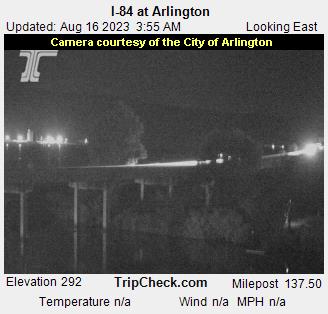 I-84 at Arlington
Updated: Aug 16 2023 3:55 AM Looking East
Camera courtesy of the City of Arlington
Elevation 292 TripCheck.com Milepost 137.50
Temperature n/a Wind n/a MPH n/a